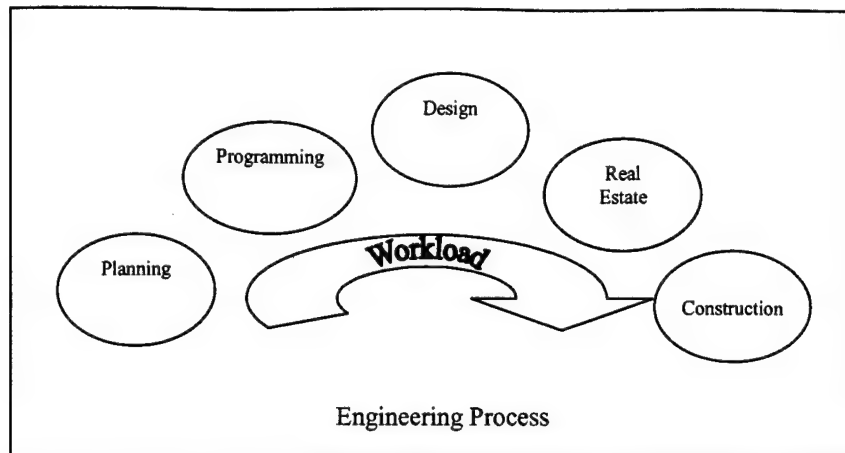 Planning
Programming
Design
Real
Estate
Construction
Workload
Engineering Process